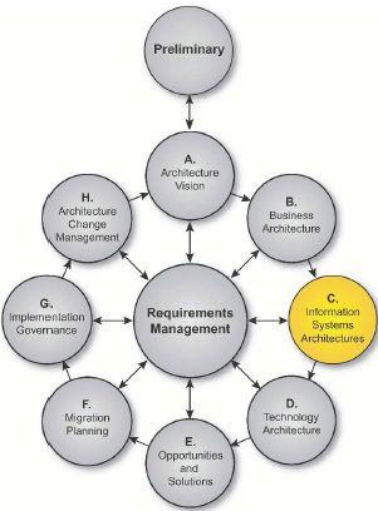 Preliminary
A.
Architecture
Vision
B.
Business
Architecture
C.
Information
Systems
Architectures
D.
Technology
Architecture
E.
Opportunities
and
Solutions
F.
Migration
Planning
G.
Implementation
Governance
H.
Architecture
Change
Management
Requirements
Management